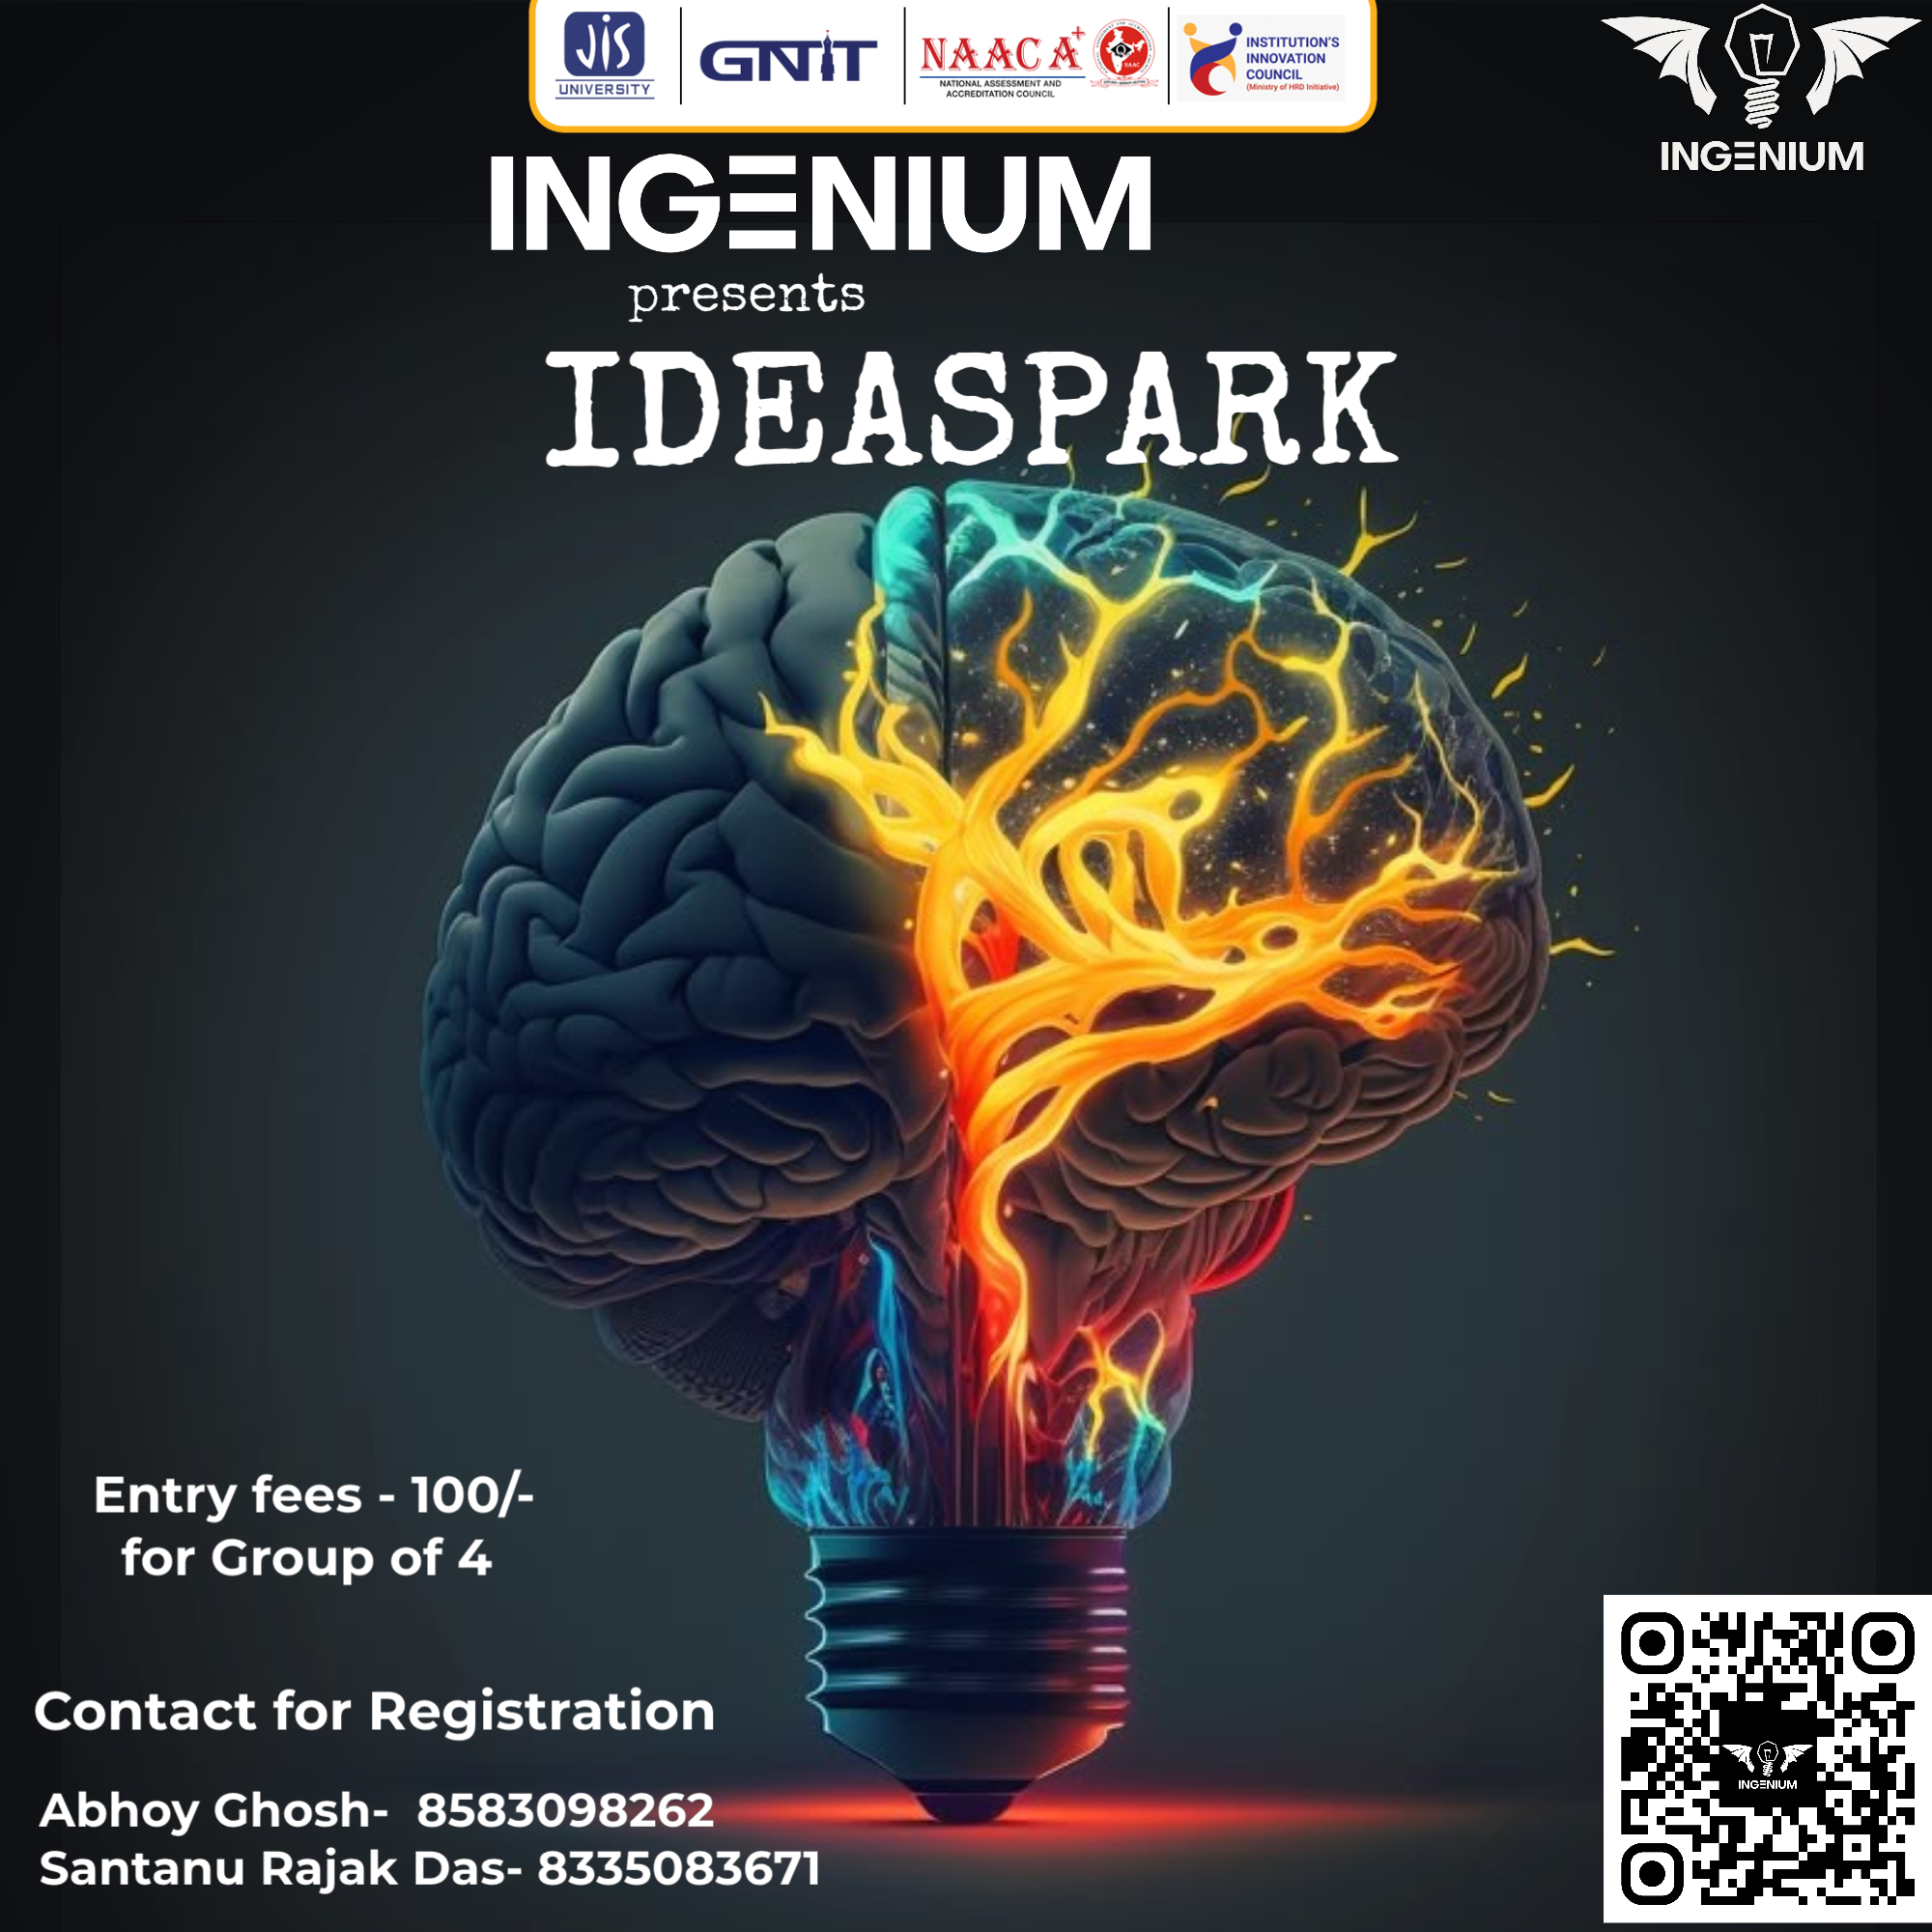 JIS
UNIVERSITY
GNIT
NAAC A+
NATIONAL ASSESSMENT AND
ACCREDITATION COUNCIL
INSTITUTION'S
INNOVATION
COUNCIL
(Ministry of HRD Initiative)
INGENIUM
INGENIUM
presents
IDEASPARK
Entry fees - 100/-
for Group of 4
Contact for Registration
Abhoy Ghosh- 8583098262
Santanu Rajak Das- 8335083671
INGENIUM